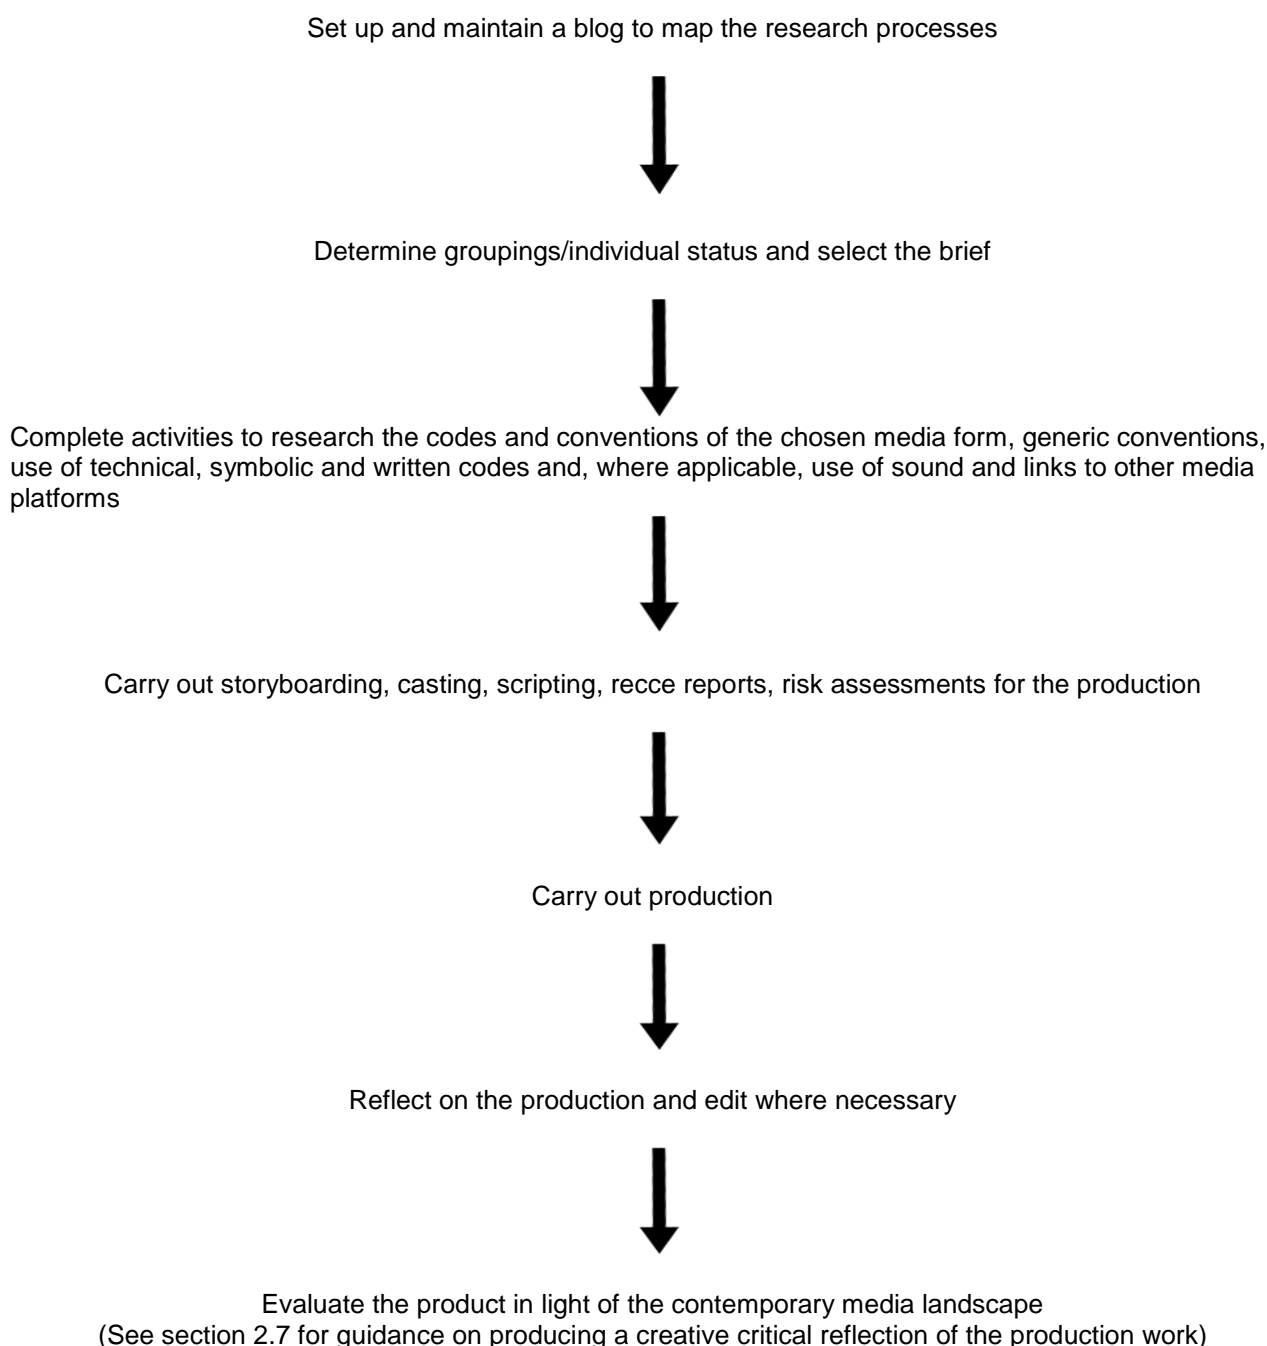 Set up and maintain a blog to map the research processes
Determine groupings/individual status and select the brief
Complete activities to research the codes and conventions of the chosen media form, generic conventions,
use of technical, symbolic and written codes and, where applicable, use of sound and links to other media
platforms
Carry out storyboarding, casting, scripting, recce reports, risk assessments for the production
Carry out production
Reflect on the production and edit where necessary
Evaluate the product in light of the contemporary media landscape
(See section 2.7 for guidance on producing a creative critical reflection of the production work)